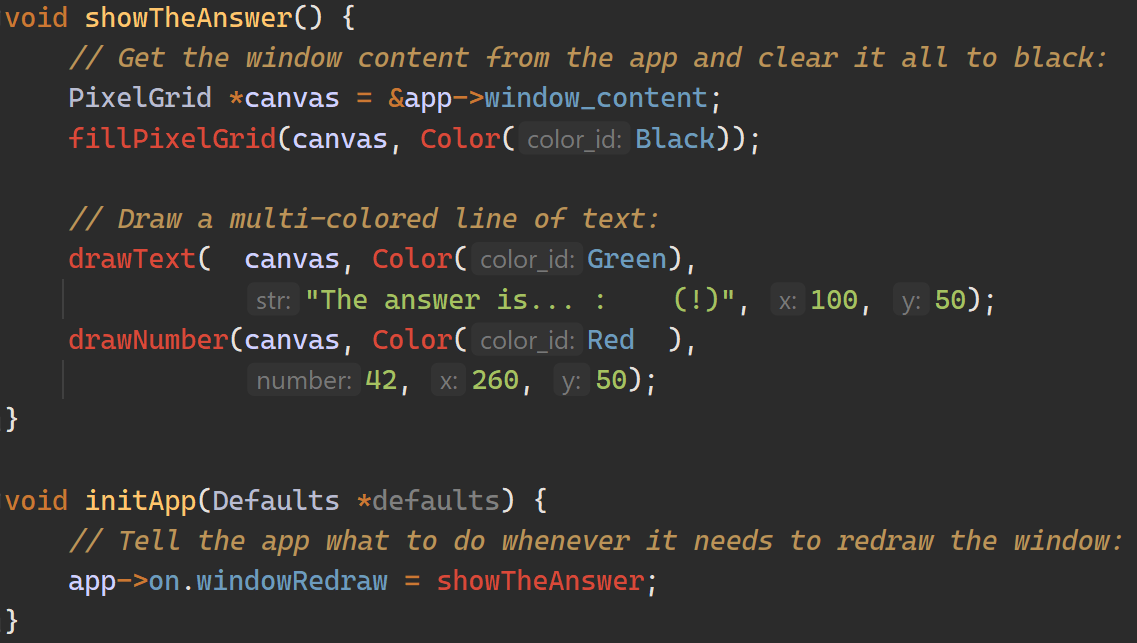 void showTheAnswer() {
    // Get the window content from the app and clear it all to black:
    PixelGrid *canvas = &app->window_content;
    fillPixelGrid(canvas, Color( color_id: Black));

    // Draw a multi-colored line of text:
    drawText(  canvas, Color( color_id: Green),
               str: "The answer is... :    (!)", x: 100, y: 50);
    drawNumber(canvas, Color( color_id: Red  ),
               number: 42, x: 260, y: 50);
}

void initApp(Defaults *defaults) {
    // Tell the app what to do whenever it needs to redraw the window:
    app->on.windowRedraw = showTheAnswer;
}